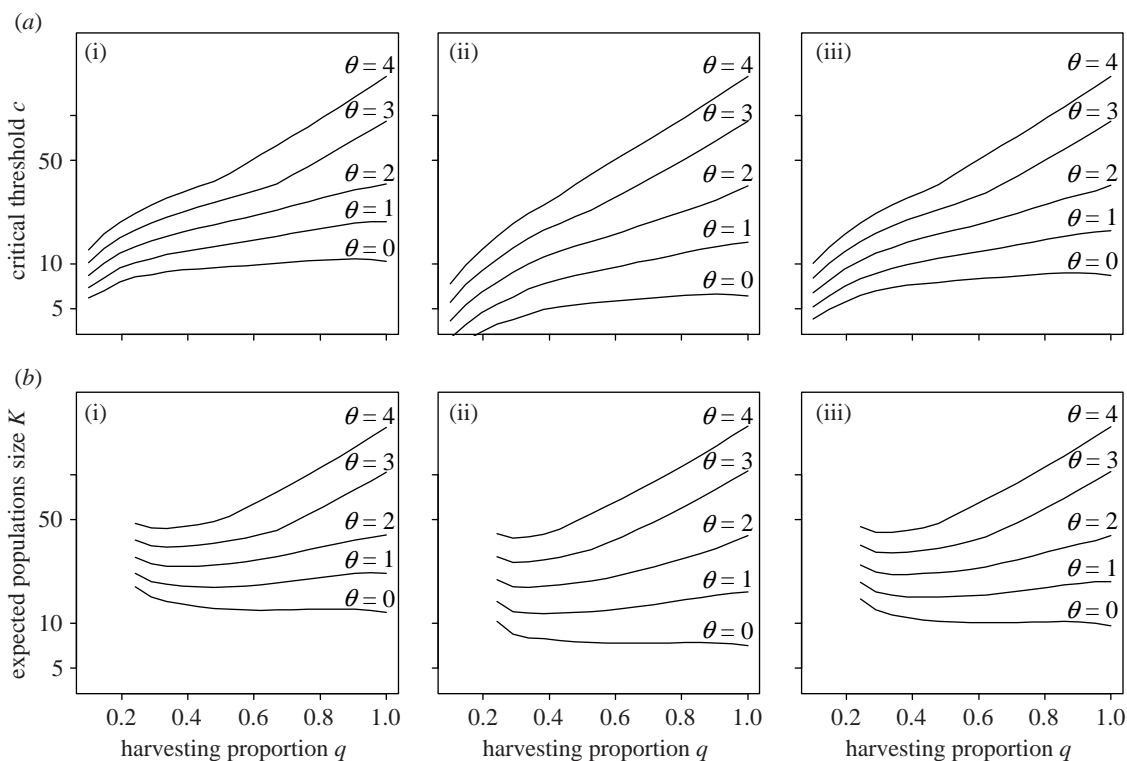 (a)
(i)
(ii)
(iii)
θ = 4
θ = 4
θ = 4
θ = 3
θ = 3
θ = 3
θ = 2
θ = 2
θ = 2
θ = 1
θ = 1
θ = 1
θ = 0
θ = 0
θ = 0
critical threshold c
50
10
5
(b)
(i)
(ii)
(iii)
θ = 4
θ = 4
θ = 4
θ = 3
θ = 3
θ = 3
θ = 2
θ = 2
θ = 2
θ = 1
θ = 1
θ = 1
θ = 0
θ = 0
θ = 0
expected populations size K
50
10
5
0.2 0.4 0.6 0.8 1.0
0.2 0.4 0.6 0.8 1.0
0.2 0.4 0.6 0.8 1.0
harvesting proportion q
harvesting proportion q
harvesting proportion q